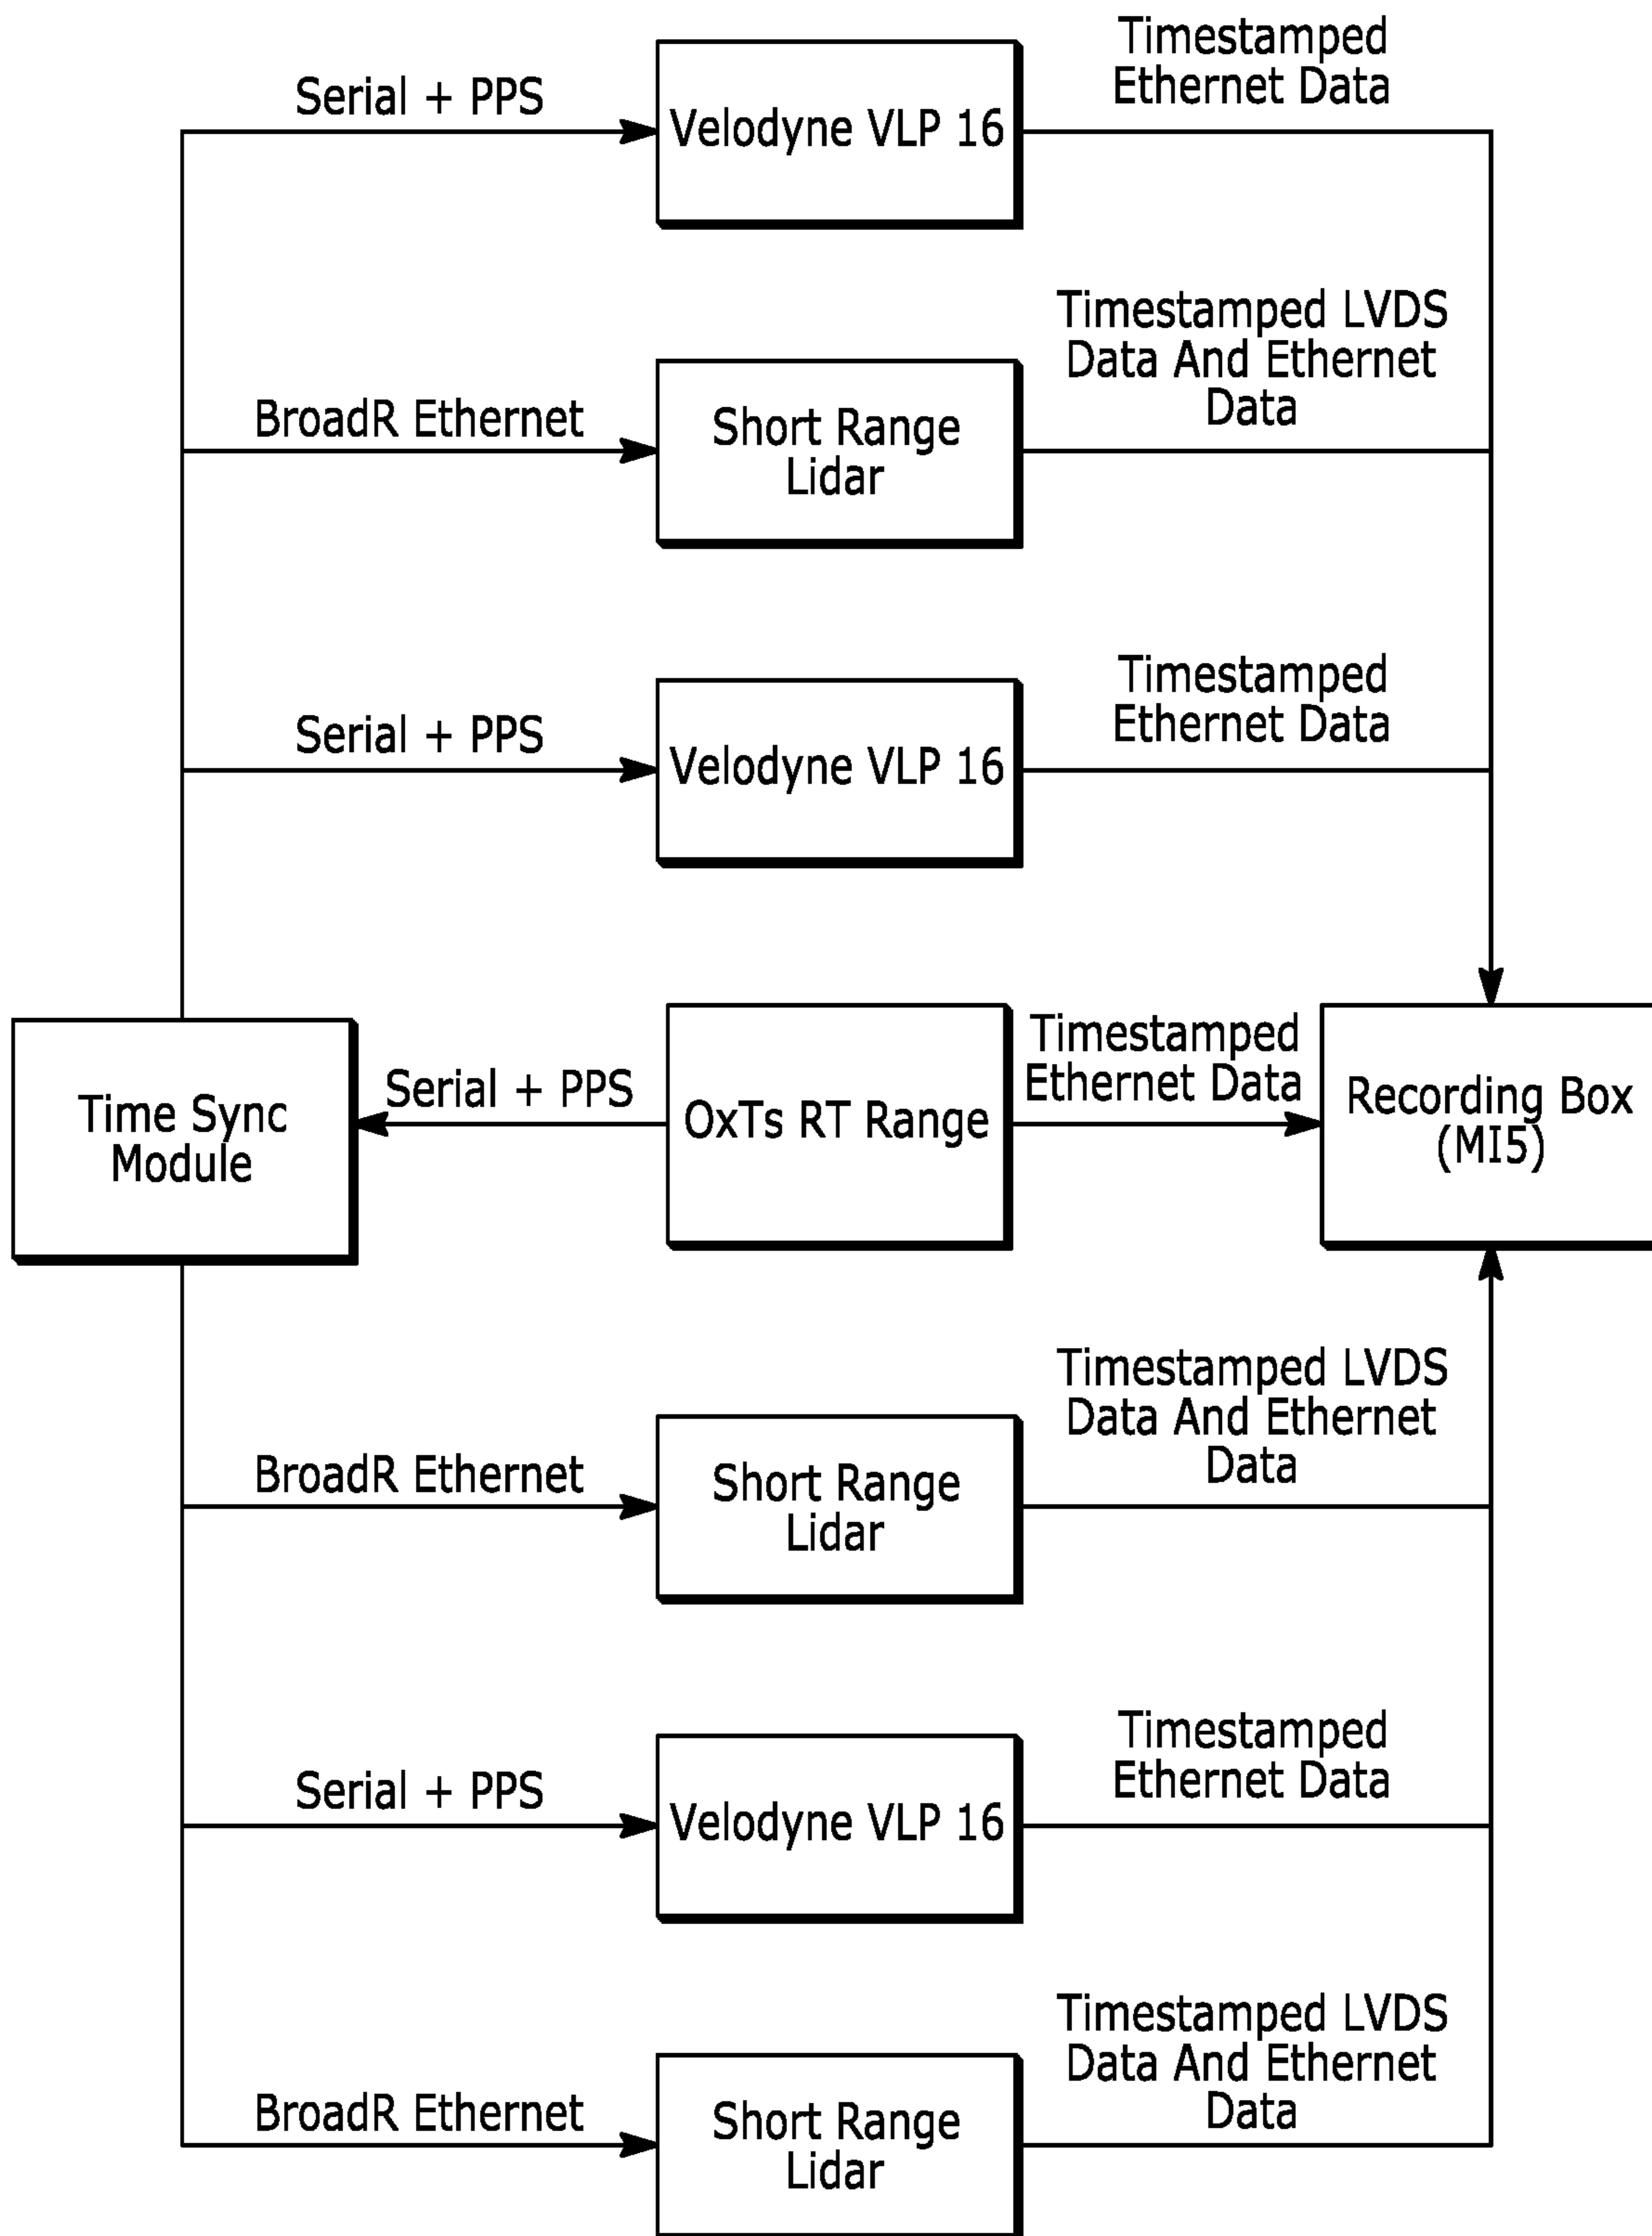 Serial + PPS
Velodyne VLP 16
Timestamped
Ethernet Data
BroadR Ethernet
Short Range
Lidar
Timestamped LVDS
Data And Ethernet
Data
Serial + PPS
Velodyne VLP 16
Timestamped
Ethernet Data
Time Sync
Module
Serial + PPS
OxTs RT Range
Timestamped
Ethernet Data
Recording Box
(MI5)
BroadR Ethernet
Short Range
Lidar
Timestamped LVDS
Data And Ethernet
Data
Serial + PPS
Velodyne VLP 16
Timestamped
Ethernet Data
BroadR Ethernet
Short Range
Lidar
Timestamped LVDS
Data And Ethernet
Data